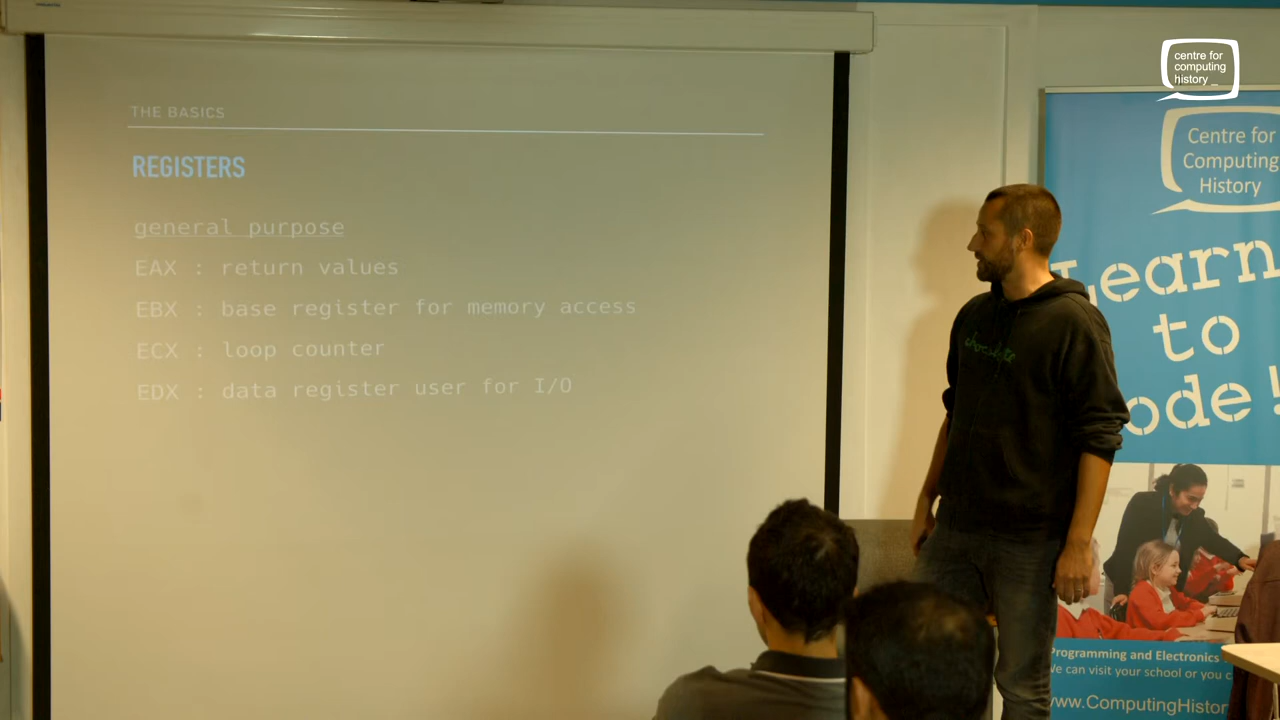 THE BASICS
REGISTERS
general purpose
EAX : return values
EBX : base register for memory access
ECX : loop counter
EDX : data register user for I/O
centre for
computing
history _
Centre for
Computing
History
Learn
to
ode!
Programming and Electronics
We can visit your school or you c
www.ComputingHistor